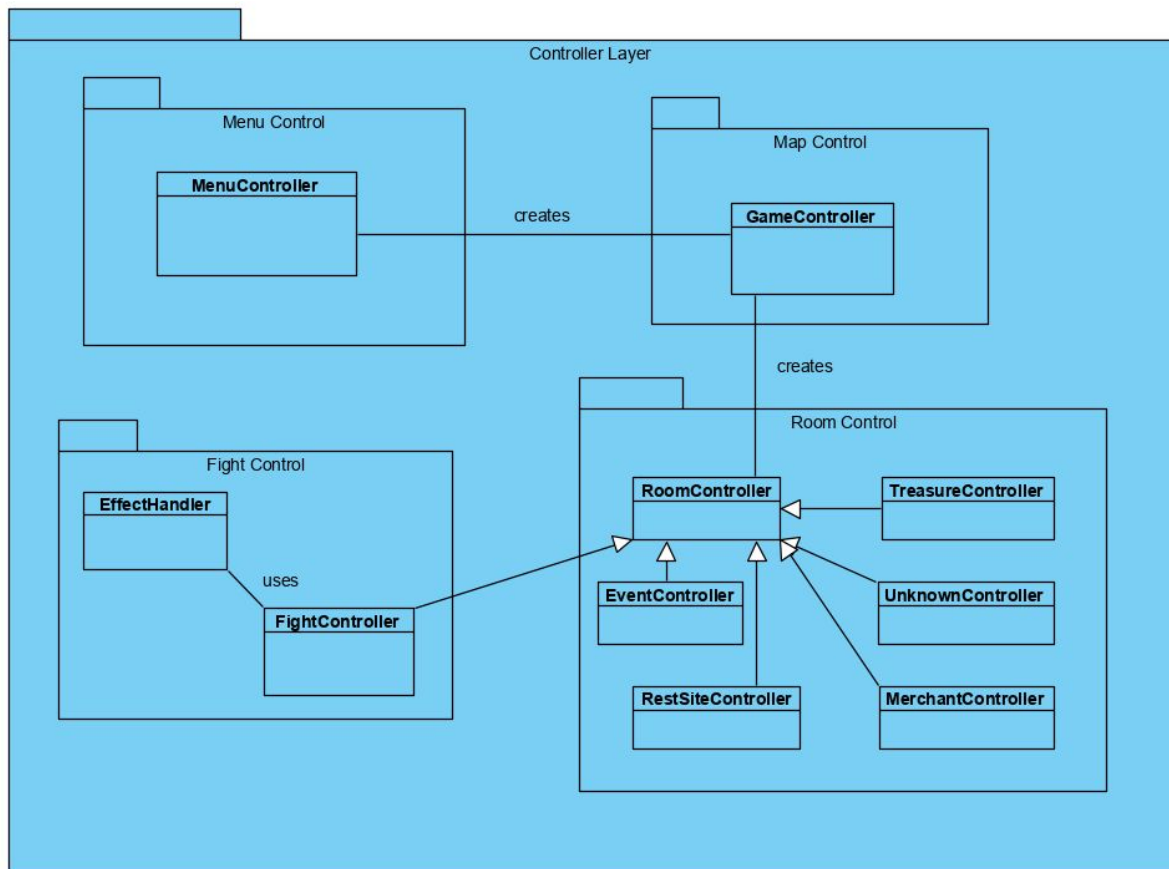 Controller Layer
Menu Control
MenuController
creates
Map Control
GameController
creates
Room Control
RoomController
TreasureController
EventController
UnknownController
RestSiteController
MerchantController
Fight Control
EffectHandler
uses
FightController